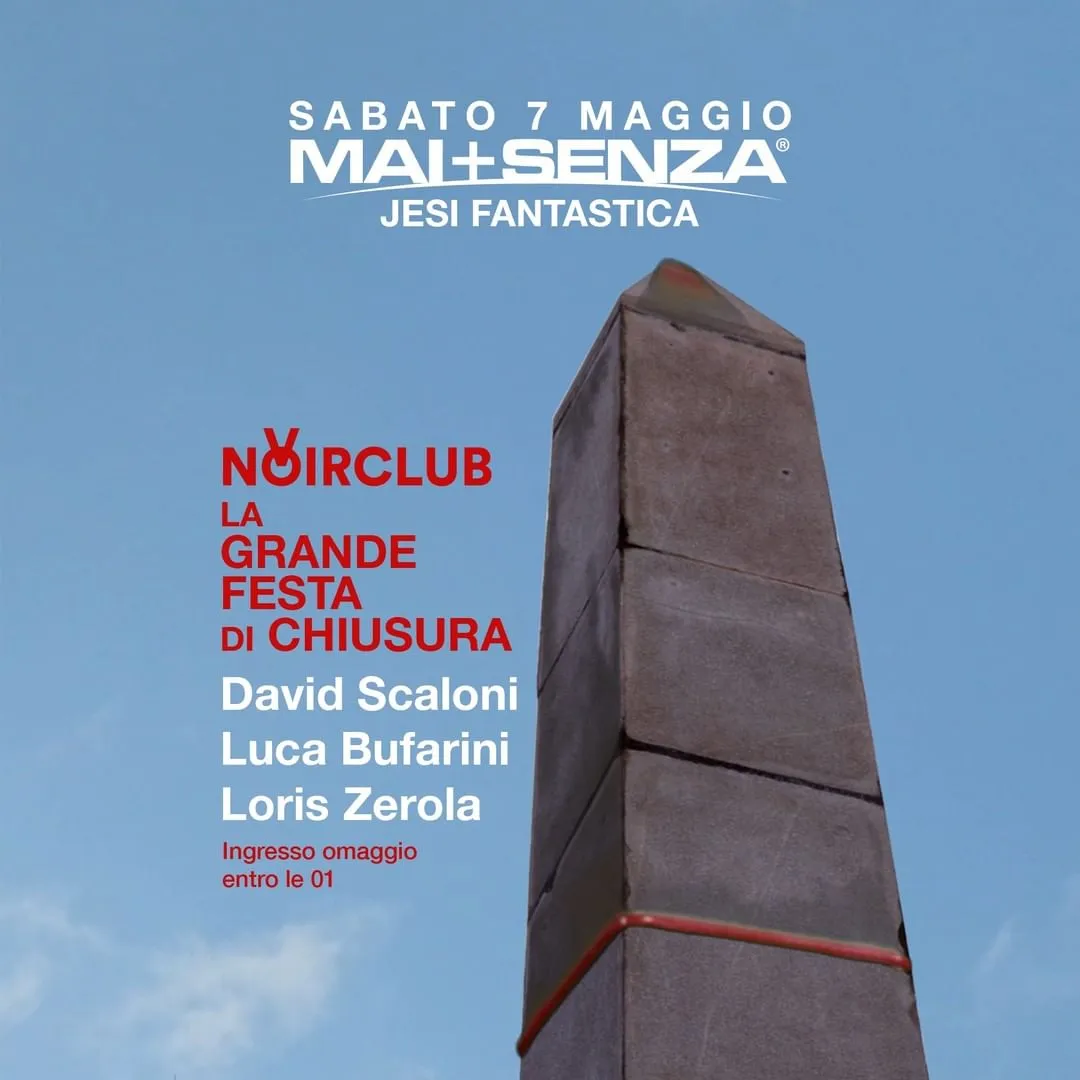 SABATO 7 MAGGIO
MAI+SENZA®
JESI FANTASTICA
NOIRCLUB
LA
GRANDE
FESTA
DI CHIUSURA
David Scaloni
Luca Bufarini
Loris Zerola
Ingresso omaggio
entro le 01